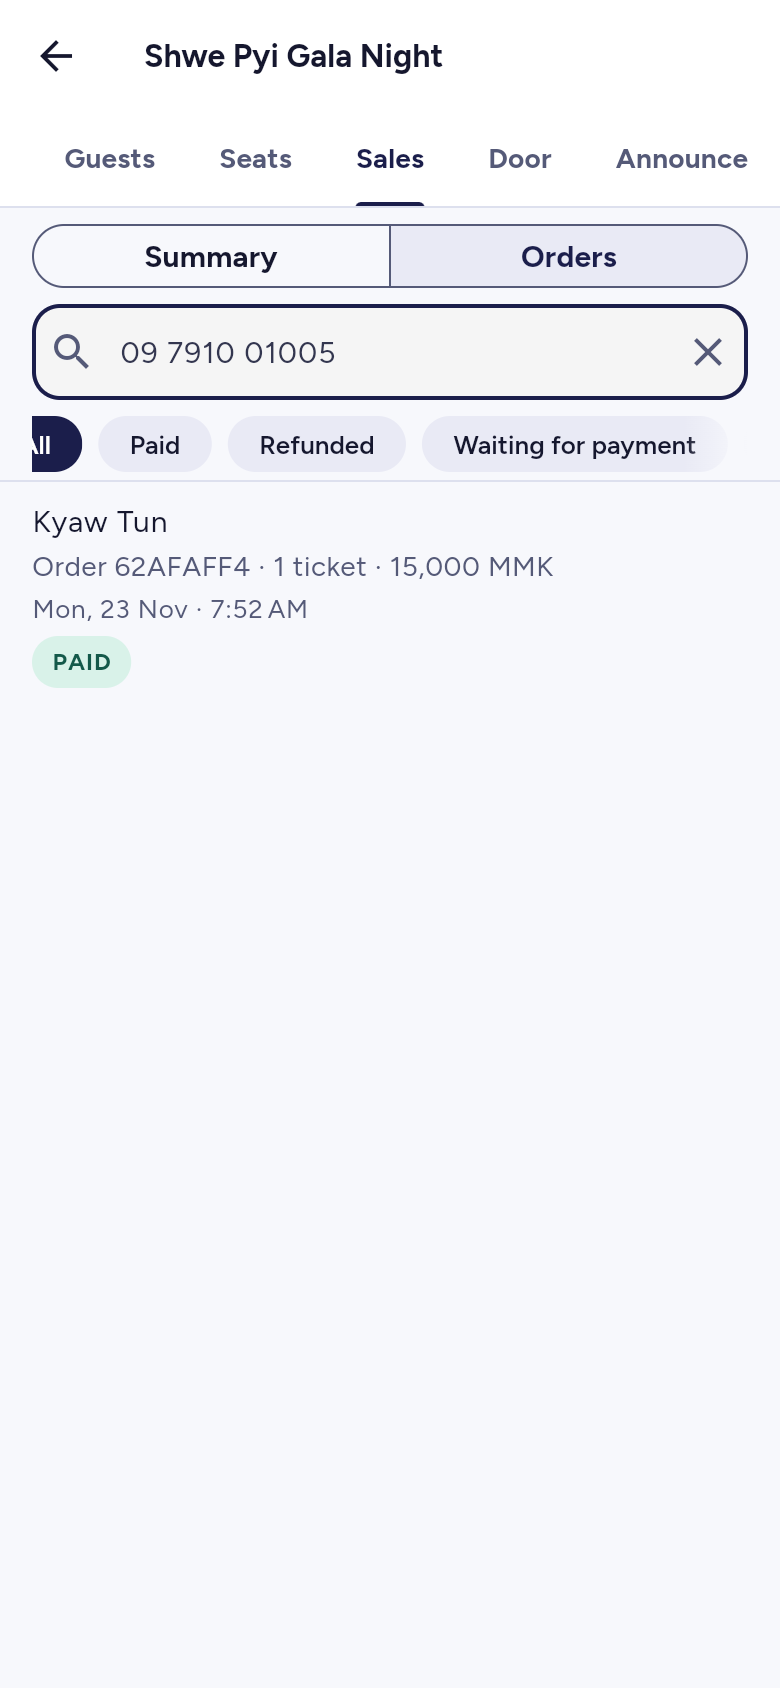 Shwe Pyi Gala Night
Guests Seats Sales Door Announce
Summary Orders
09 7910 01005
All Paid Refunded Waiting for payment
Kyaw Tun
Order 62AFAFF4 · 1 ticket · 15,000 MMK
Mon, 23 Nov · 7:52 AM
PAID